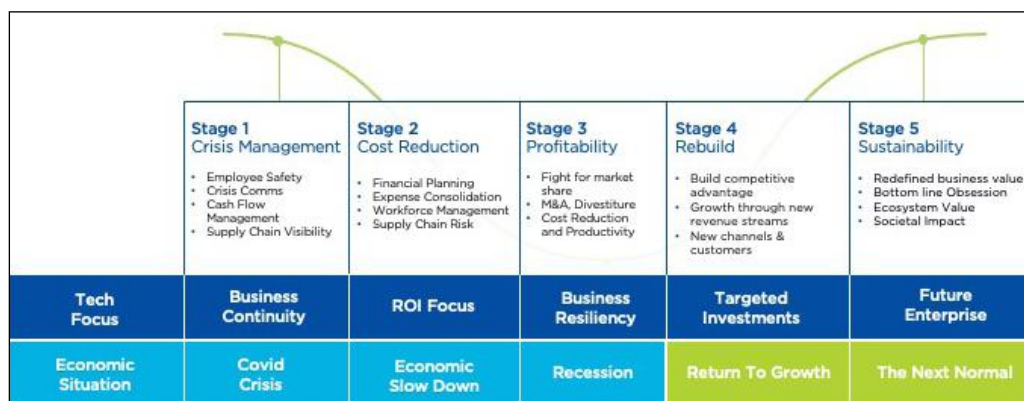 Stage 1
Crisis Management
• Employee Safety
• Crisis Comms
• Cash Flow
Management
• Supply Chain Visibility
Stage 2
Cost Reduction
• Financial Planning
• Expense Consolidation
• Workforce Management
• Supply Chain Risk
Stage 3
Profitability
• Fight for market
share
• M&A, Divestiture
• Cost Reduction
and Productivity
Stage 4
Rebuild
• Build competitive
advantage
• Growth through new
revenue streams
• New channels &
customers
Stage 5
Sustainability
• Redefined business value
• Bottom line Obsession
• Ecosystem Value
• Societal Impact
Tech
Focus
Business
Continuity
ROI Focus
Business
Resiliency
Targeted
Investments
Future
Enterprise
Economic
Situation
Covid
Crisis
Economic
Slow Down
Recession
Return To Growth
The Next Normal